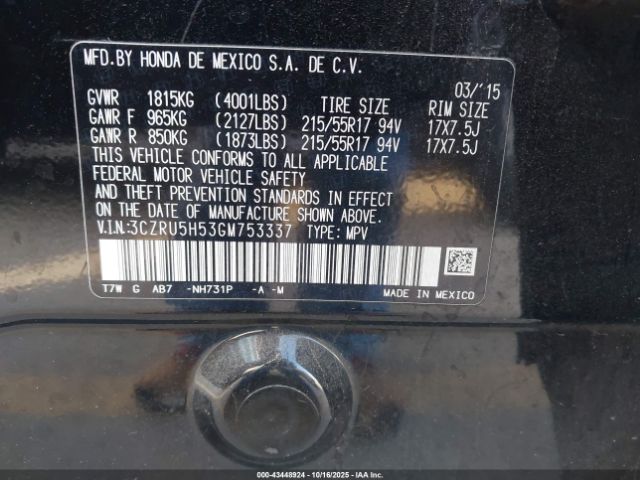 MFD.BY HONDA DE MEXICO S.A. DE C.V.
03/'15
GVWR 1815KG (4001LBS) TIRE SIZE RIM SIZE
GAWR F 965KG (2127LBS) 215/55R17 94V 17X7.5J
GAWR R 850KG (1873LBS) 215/55R17 94V 17X7.5J
THIS VEHICLE CONFORMS TO ALL APPLICABLE
FEDERAL MOTOR VEHICLE SAFETY
AND THEFT PREVENTION STANDARDS IN EFFECT
ON THE DATE OF MANUFACTURE SHOWN ABOVE.
V.I.N:3CZRU5H53GM753337 TYPE: MPV
T7W G AB7 -NH731P -A -M MADE IN MEXICO
000-43448924 - 10/16/2025 - IAAI.COM